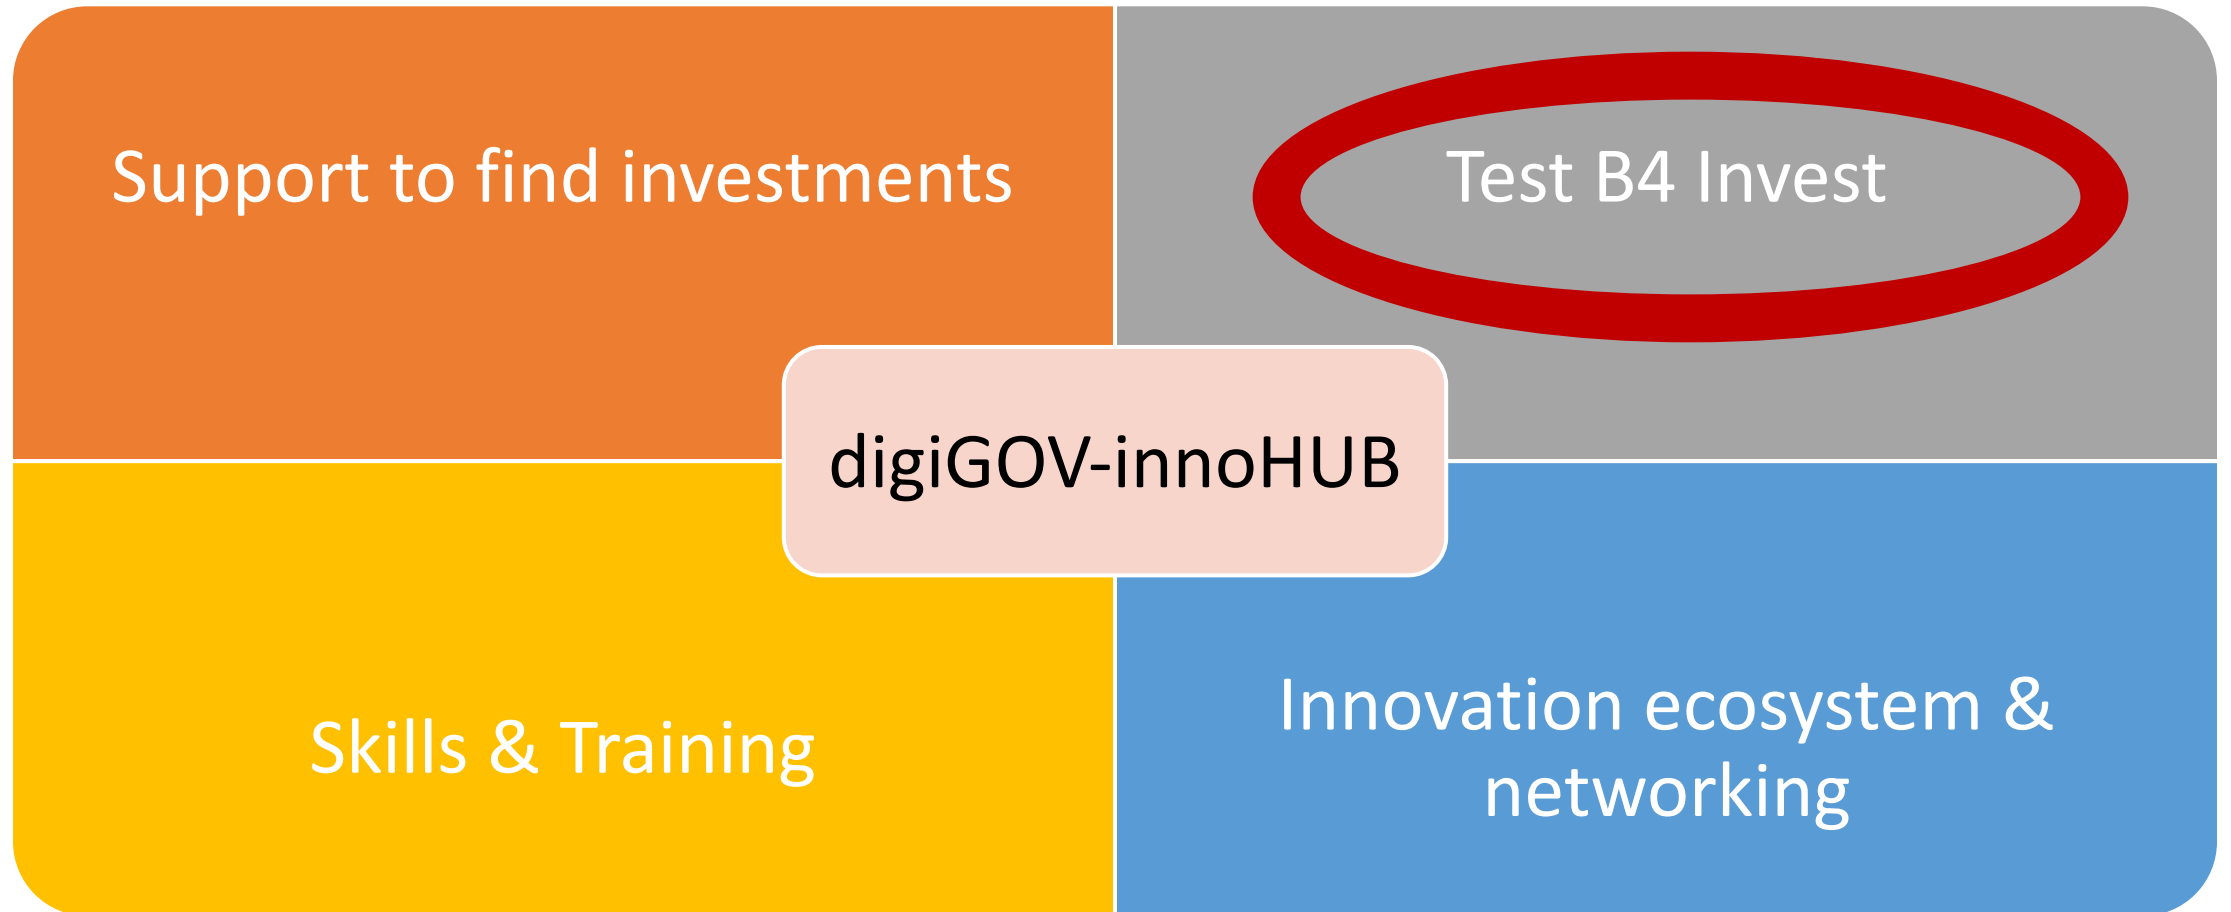 Support to find investments
Test B4 Invest
digiGOV-innoHUB
Skills & Training
Innovation ecosystem &
networking